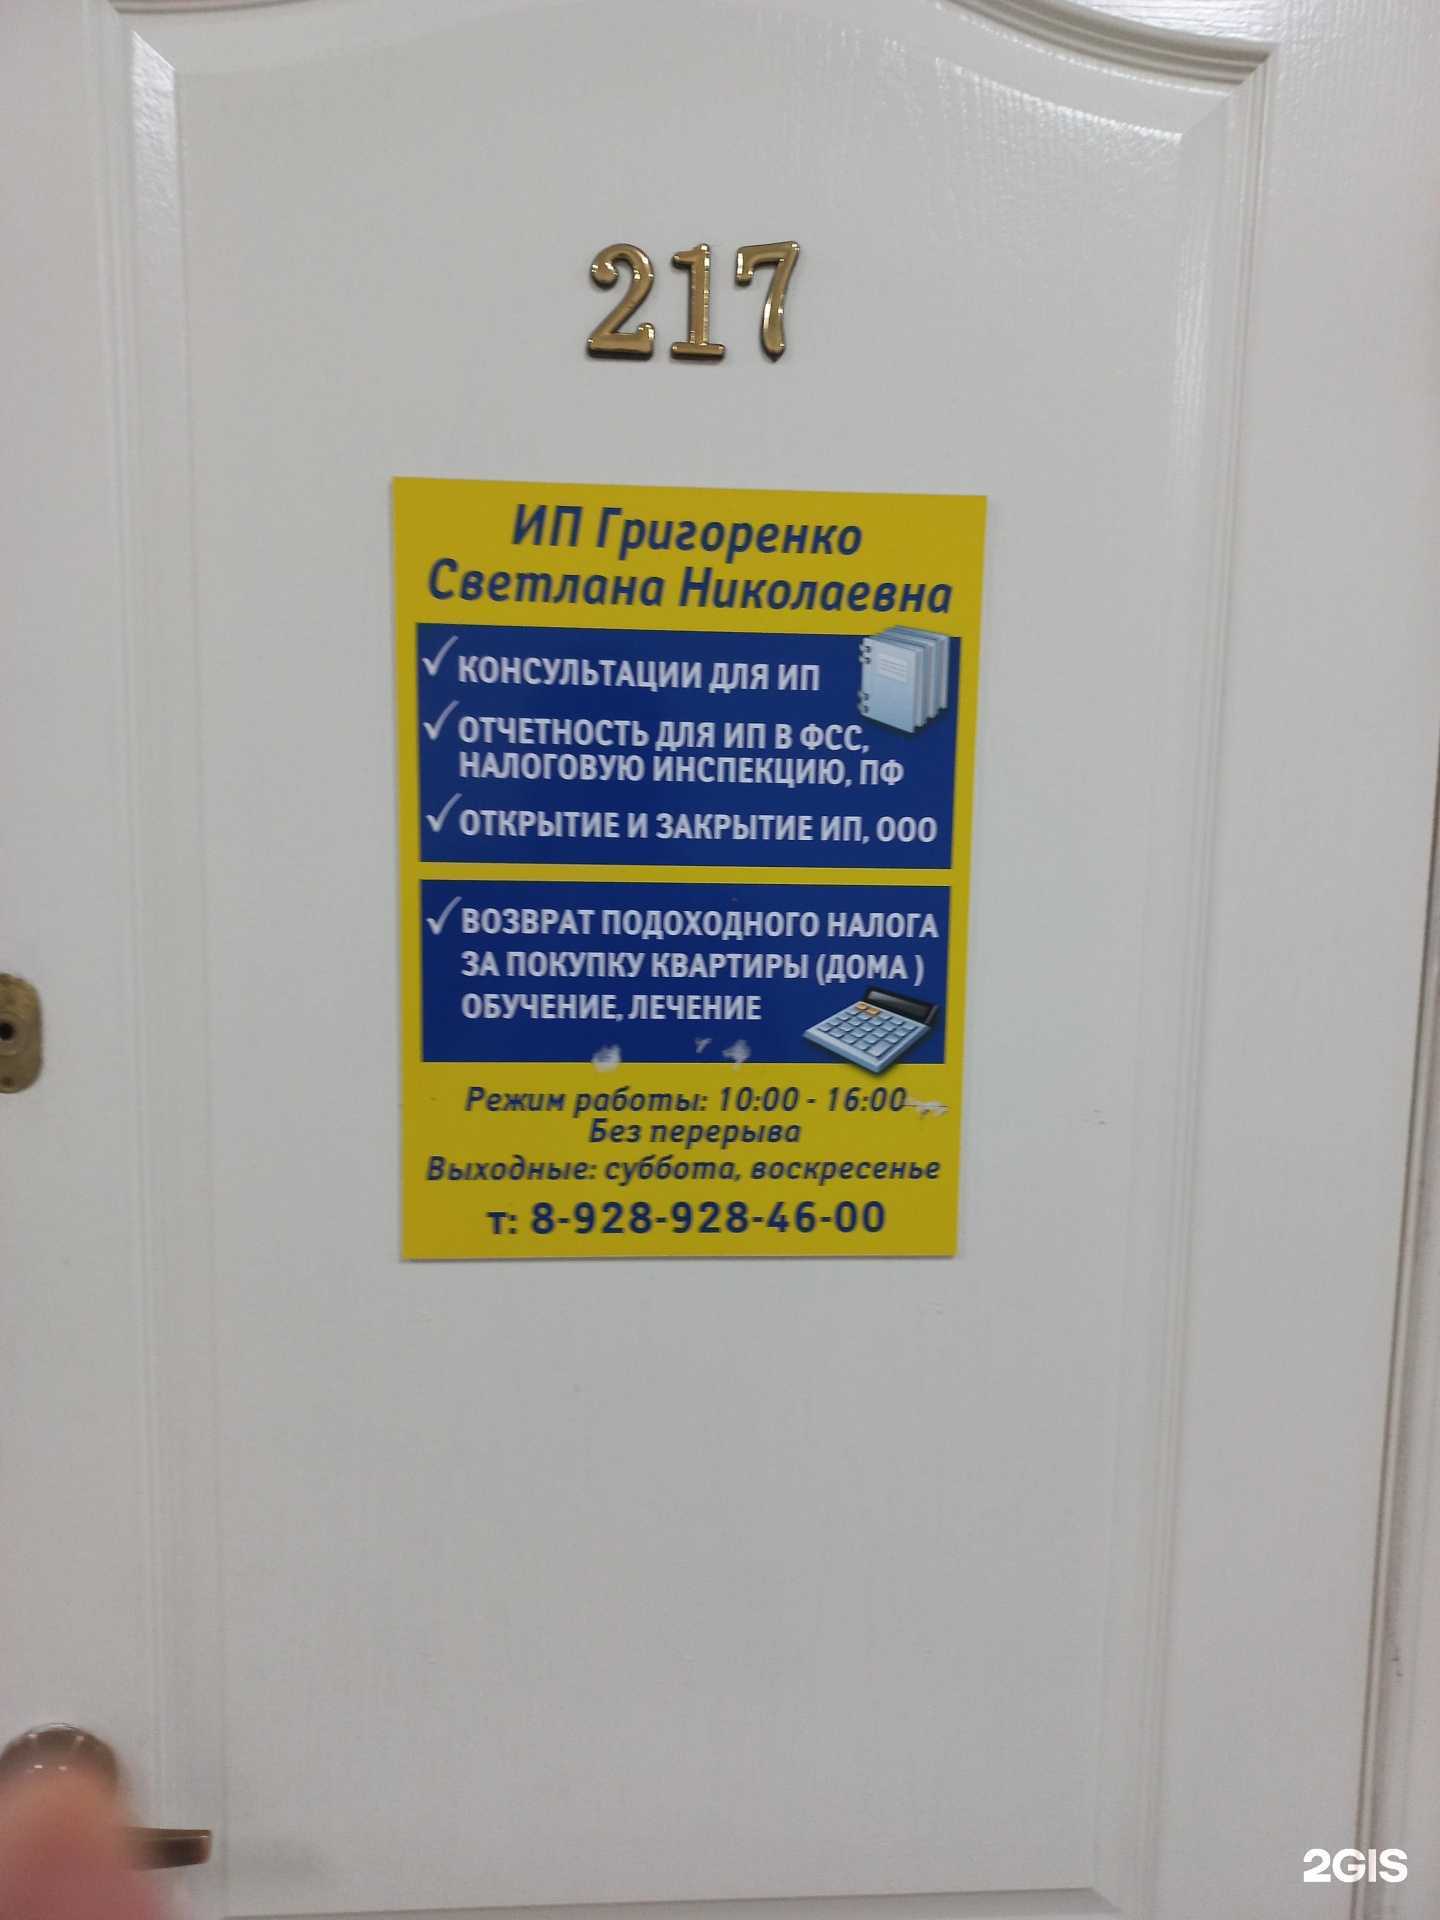 217
ИП Григоренко
Светлана Николаевна
КОНСУЛЬТАЦИИ ДЛЯ ИП
ОТЧЕТНОСТЬ ДЛЯ ИП В ФСС,
НАЛОГОВУЮ ИНСПЕКЦИЮ, ПФ
ОТКРЫТИЕ И ЗАКРЫТИЕ ИП, ООО
ВОЗВРАТ ПОДОХОДНОГО НАЛОГА
ЗА ПОКУПКУ КВАРТИРЫ (ДОМА )
ОБУЧЕНИЕ, ЛЕЧЕНИЕ
Режим работы: 10:00 - 16:00
Без перерыва
Выходные: суббота, воскресенье
т: 8-928-928-46-00
2GIS